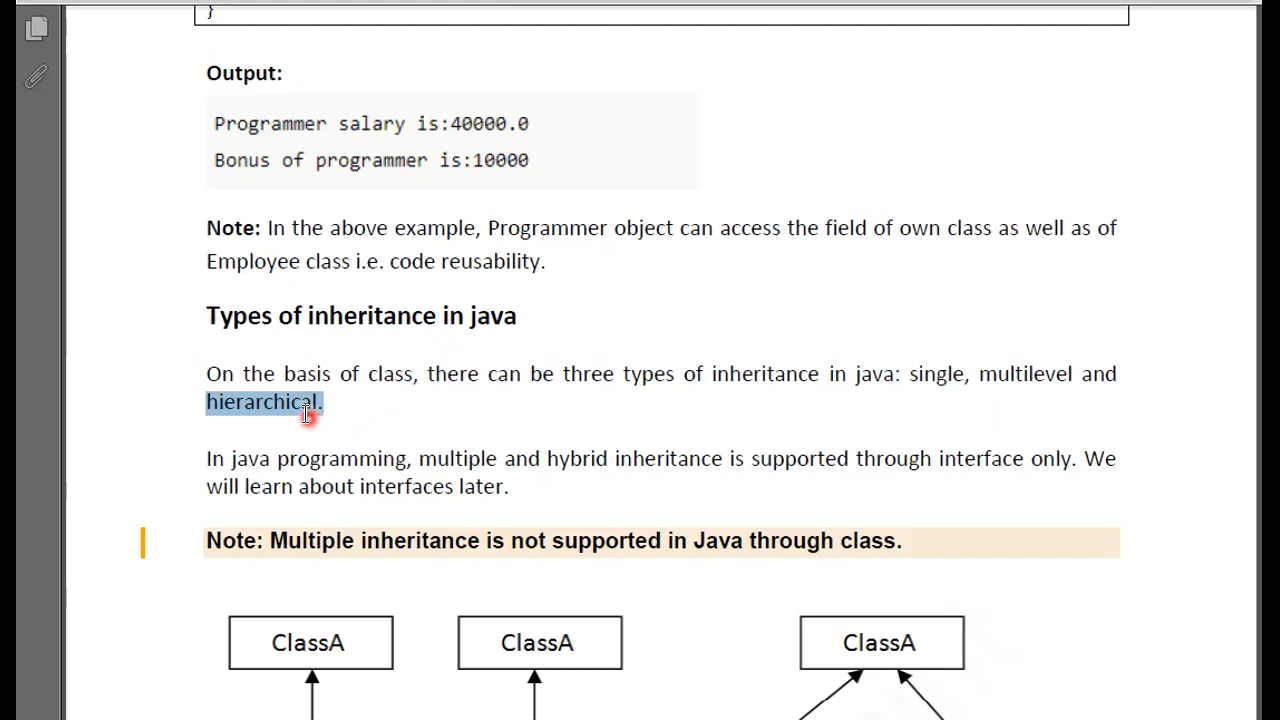 }
Output:
Programmer salary is:40000.0
Bonus of programmer is:10000
Note: In the above example, Programmer object can access the field of own class as well as of
Employee class i.e. code reusability.
Types of inheritance in java
On the basis of class, there can be three types of inheritance in java: single, multilevel and
hierarchical.
In java programming, multiple and hybrid inheritance is supported through interface only. We
will learn about interfaces later.
Note: Multiple inheritance is not supported in Java through class.
ClassA ClassA ClassA